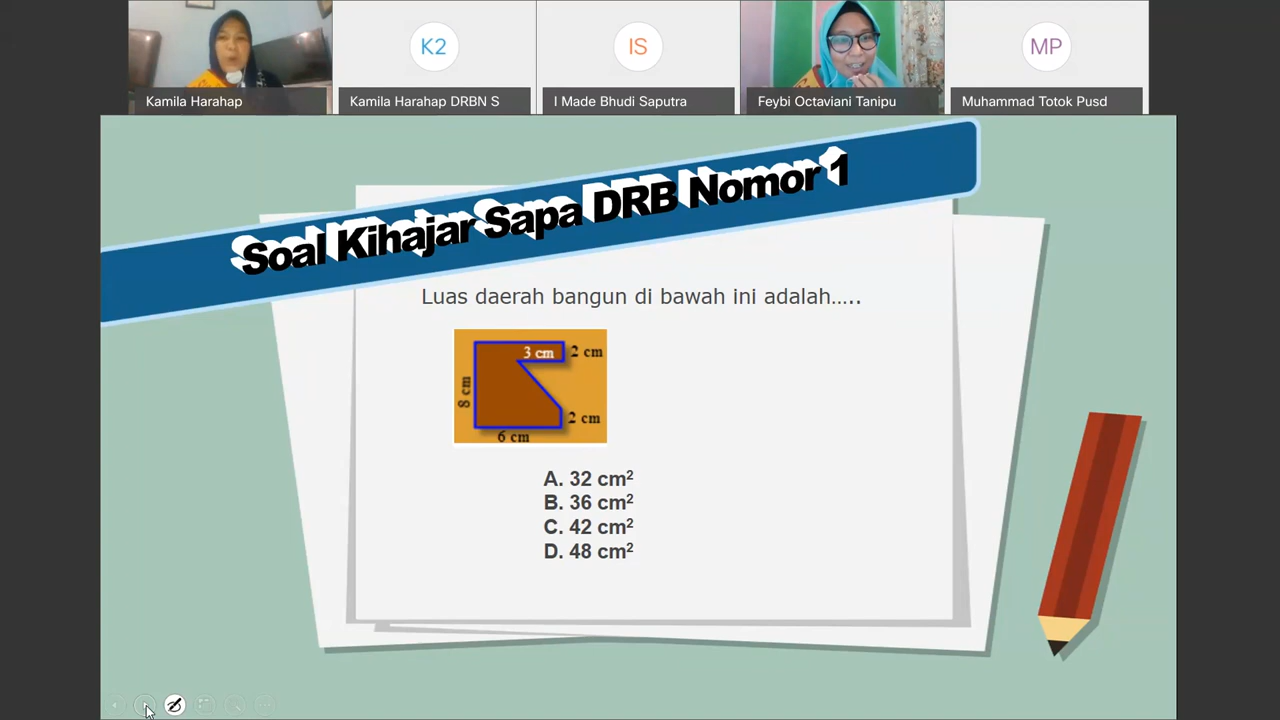 Kamila Harahap
K2
Kamila Harahap DRBN S
IS
I Made Bhudi Saputra
Feybi Octaviani Tanipu
MP
Muhammad Totok Pusd
Soal Kihajar Sapa DRB Nomor 1
Luas daerah bangun di bawah ini adalah…..
3 cm
2 cm
8 cm
2 cm
6 cm
A. 32 cm²
B. 36 cm²
C. 42 cm²
D. 48 cm²